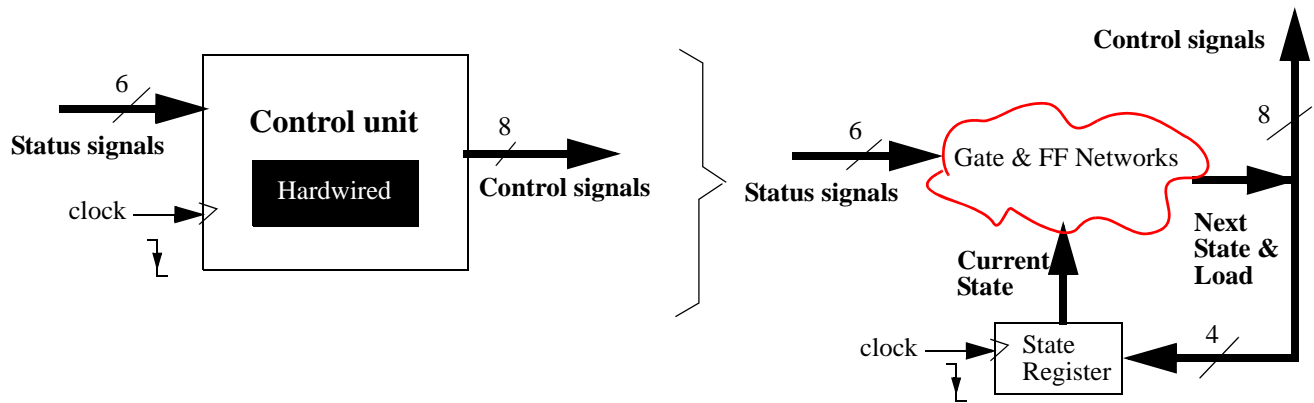 6
Status signals
Control unit
Hardwired
clock
8
Control signals
Control signals
8
6
Status signals
Gate & FF Networks
Next
State &
Load
Current
State
clock
State
Register
4